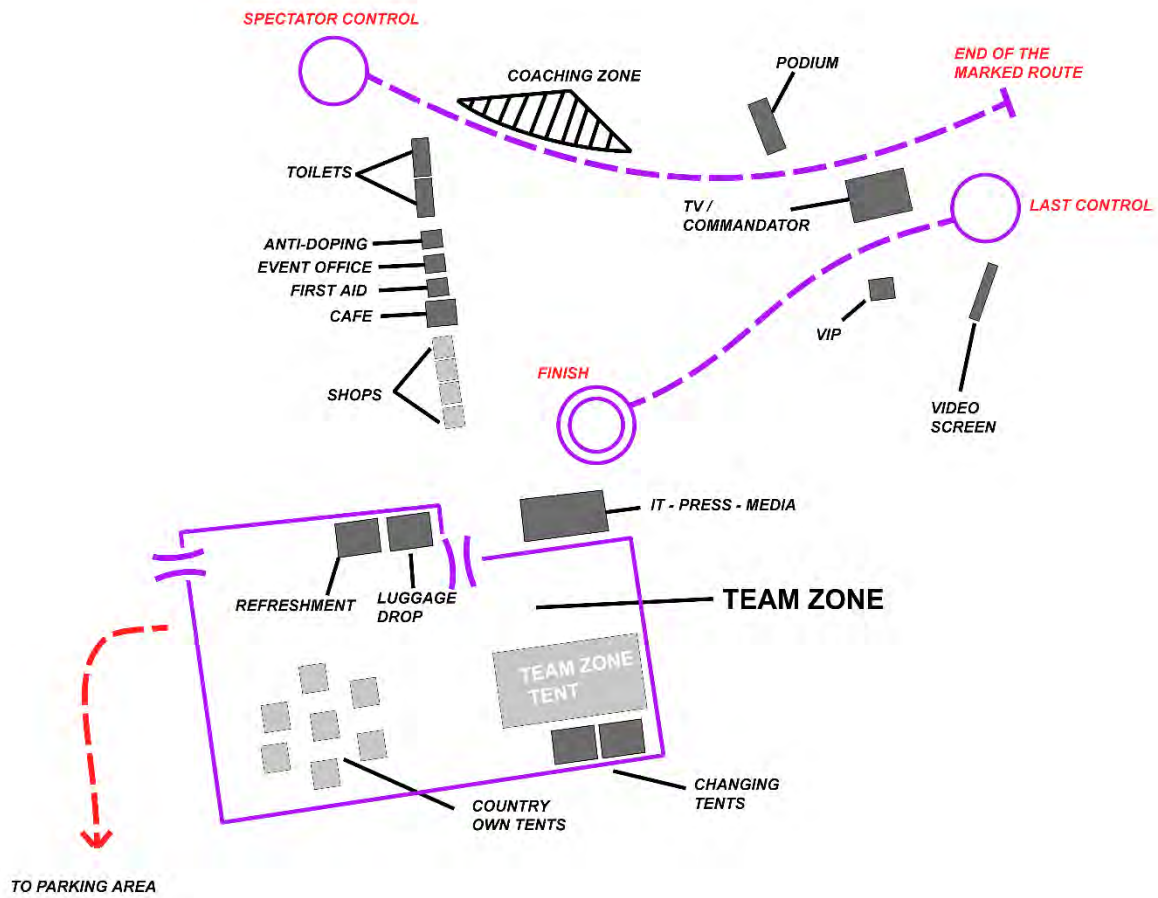 SPECTATOR CONTROL
COACHING ZONE
PODIUM
END OF THE
MARKED ROUTE
TOILETS
TV /
COMMANDATOR
LAST CONTROL
ANTI-DOPING
EVENT OFFICE
FIRST AID
CAFE
VIP
SHOPS
FINISH
VIDEO
SCREEN
IT - PRESS - MEDIA
REFRESHMENT
LUGGAGE
DROP
TEAM ZONE
TEAM ZONE
TENT
CHANGING
TENTS
COUNTRY
OWN TENTS
TO PARKING AREA